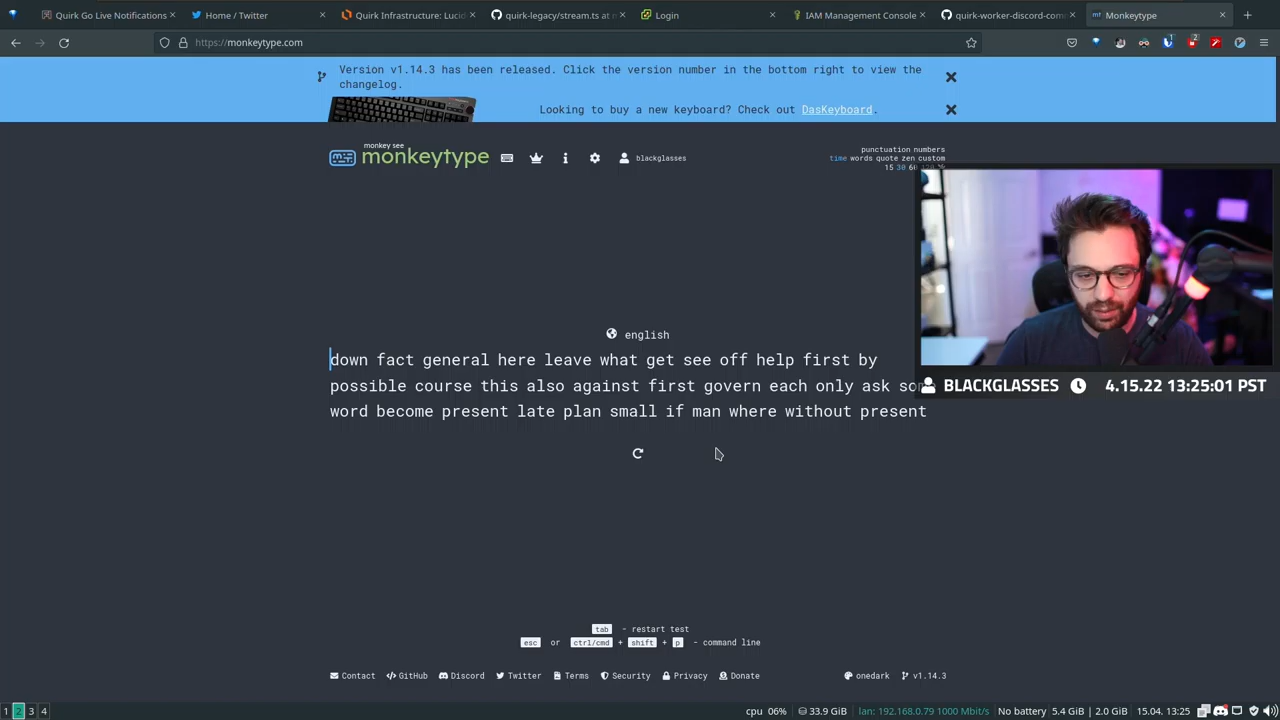 Quirk Go Live Notifications
Home / Twitter
Quirk Infrastructure: Lucid
quirk-legacy/stream.ts at
Login
IAM Management Console
quirk-worker-discord-com
Monkeytype
https://monkeytype.com
2
Version v1.14.3 has been released. Click the version number in the bottom right to view the
changelog.
Looking to buy a new keyboard? Check out DasKeyboard.
monkey see
monkeytype
blackglasses
punctuation numbers
time words quote zen custom
15 30 60
english
down fact general here leave what get see off help first by
possible course this also against first govern each only ask
word become present late plan small if man where without present
BLACKGLASSES 4.15.22 13:25:01 PST
tab - restart test
esc or ctrl/cmd + shift + p - command line
Contact GitHub Discord Twitter Terms Security Privacy Donate onedark v1.14.3
1 2 3 4 cpu 06% 33.9 GiB lan: 192.168.0.79 1000 Mbit/s No battery 5.4 GiB | 2.0 GiB 15.04. 13:25